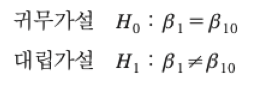 귀무가설 H₀ : β₁ = β₁₀
대립가설 H₁ : β₁ ≠ β₁₀